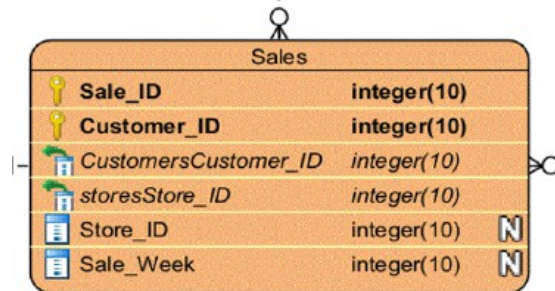 Sales
Sale_ID integer(10)
Customer_ID integer(10)
CustomersCustomer_ID integer(10)
storesStore_ID integer(10)
Store_ID integer(10) N
Sale_Week integer(10) N